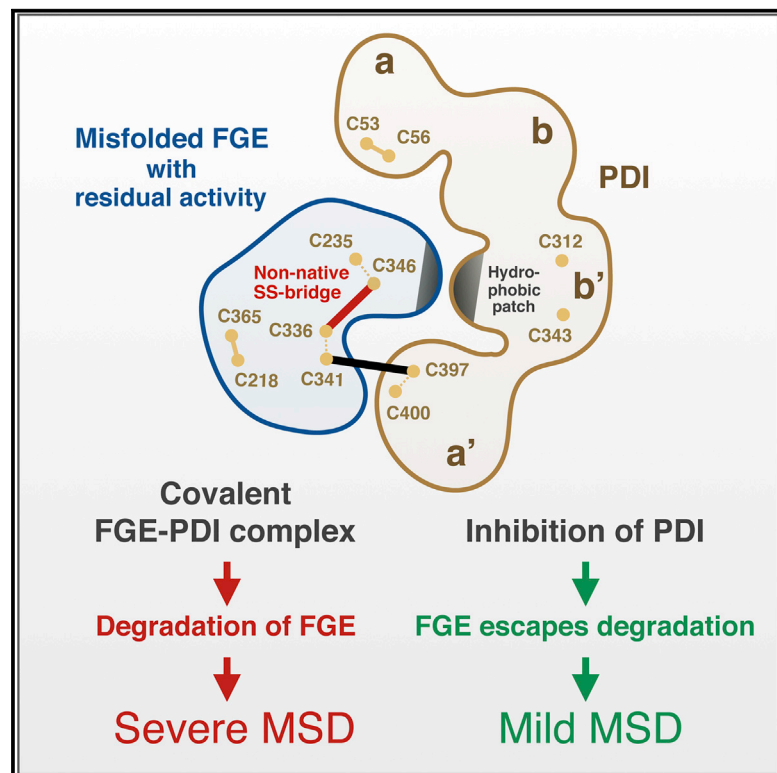 a
C53
C56
b
PDI
Misfolded FGE
with
residual activity
C235
C346
Non-native
SS-bridge
C365
C336
C218
C341
Hydro-
phobic
patch
C312
b’
C343
C397
C400
a’
Covalent
FGE-PDI complex
Degradation of FGE
Severe MSD
Inhibition of PDI
FGE escapes degradation
Mild MSD